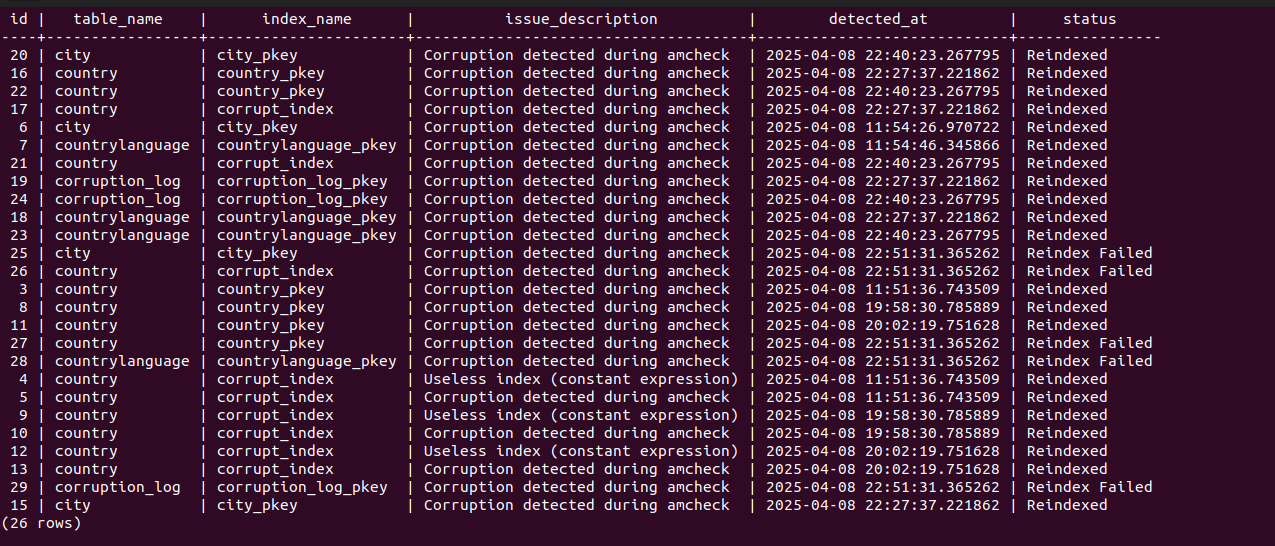 id |   table_name    |      index_name      |          issue_description          |         detected_at        |     status
----+-----------------+----------------------+-------------------------------------+----------------------------+----------------
 20 | city            | city_pkey            | Corruption detected during amcheck  | 2025-04-08 22:40:23.267795 | Reindexed
 16 | country         | country_pkey         | Corruption detected during amcheck  | 2025-04-08 22:27:37.221862 | Reindexed
 22 | country         | country_pkey         | Corruption detected during amcheck  | 2025-04-08 22:40:23.267795 | Reindexed
 17 | country         | corrupt_index        | Corruption detected during amcheck  | 2025-04-08 22:27:37.221862 | Reindexed
  6 | city            | city_pkey            | Corruption detected during amcheck  | 2025-04-08 11:54:26.970722 | Reindexed
  7 | countrylanguage | countrylanguage_pkey | Corruption detected during amcheck  | 2025-04-08 11:54:46.345866 | Reindexed
 21 | country         | corrupt_index        | Corruption detected during amcheck  | 2025-04-08 22:40:23.267795 | Reindexed
 19 | corruption_log  | corruption_log_pkey  | Corruption detected during amcheck  | 2025-04-08 22:27:37.221862 | Reindexed
 24 | corruption_log  | corruption_log_pkey  | Corruption detected during amcheck  | 2025-04-08 22:40:23.267795 | Reindexed
 18 | countrylanguage | countrylanguage_pkey | Corruption detected during amcheck  | 2025-04-08 22:27:37.221862 | Reindexed
 23 | countrylanguage | countrylanguage_pkey | Corruption detected during amcheck  | 2025-04-08 22:40:23.267795 | Reindexed
 25 | city            | city_pkey            | Corruption detected during amcheck  | 2025-04-08 22:51:31.365262 | Reindex Failed
 26 | country         | corrupt_index        | Corruption detected during amcheck  | 2025-04-08 22:51:31.365262 | Reindex Failed
  3 | country         | country_pkey         | Corruption detected during amcheck  | 2025-04-08 11:51:36.743509 | Reindexed
  8 | country         | country_pkey         | Corruption detected during amcheck  | 2025-04-08 19:58:30.785889 | Reindexed
 11 | country         | country_pkey         | Corruption detected during amcheck  | 2025-04-08 20:02:19.751628 | Reindexed
 27 | country         | country_pkey         | Corruption detected during amcheck  | 2025-04-08 22:51:31.365262 | Reindex Failed
 28 | countrylanguage | countrylanguage_pkey | Corruption detected during amcheck  | 2025-04-08 22:51:31.365262 | Reindex Failed
  4 | country         | corrupt_index        | Useless index (constant expression) | 2025-04-08 11:51:36.743509 | Reindexed
  5 | country         | corrupt_index        | Corruption detected during amcheck  | 2025-04-08 11:51:36.743509 | Reindexed
  9 | country         | corrupt_index        | Useless index (constant expression) | 2025-04-08 19:58:30.785889 | Reindexed
 10 | country         | corrupt_index        | Corruption detected during amcheck  | 2025-04-08 19:58:30.785889 | Reindexed
 12 | country         | corrupt_index        | Useless index (constant expression) | 2025-04-08 20:02:19.751628 | Reindexed
 13 | country         | corrupt_index        | Corruption detected during amcheck  | 2025-04-08 20:02:19.751628 | Reindexed
 29 | corruption_log  | corruption_log_pkey  | Corruption detected during amcheck  | 2025-04-08 22:51:31.365262 | Reindex Failed
 15 | city            | city_pkey            | Corruption detected during amcheck  | 2025-04-08 22:27:37.221862 | Reindexed
(26 rows)